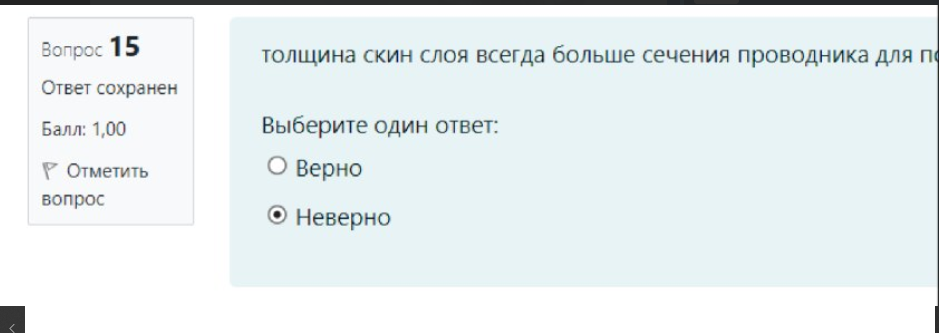 Вопрос 15
Ответ сохранен
Балл: 1,00
Отметить
вопрос
толщина скин слоя всегда больше сечения проводника для
Выберите один ответ:
Верно
Неверно